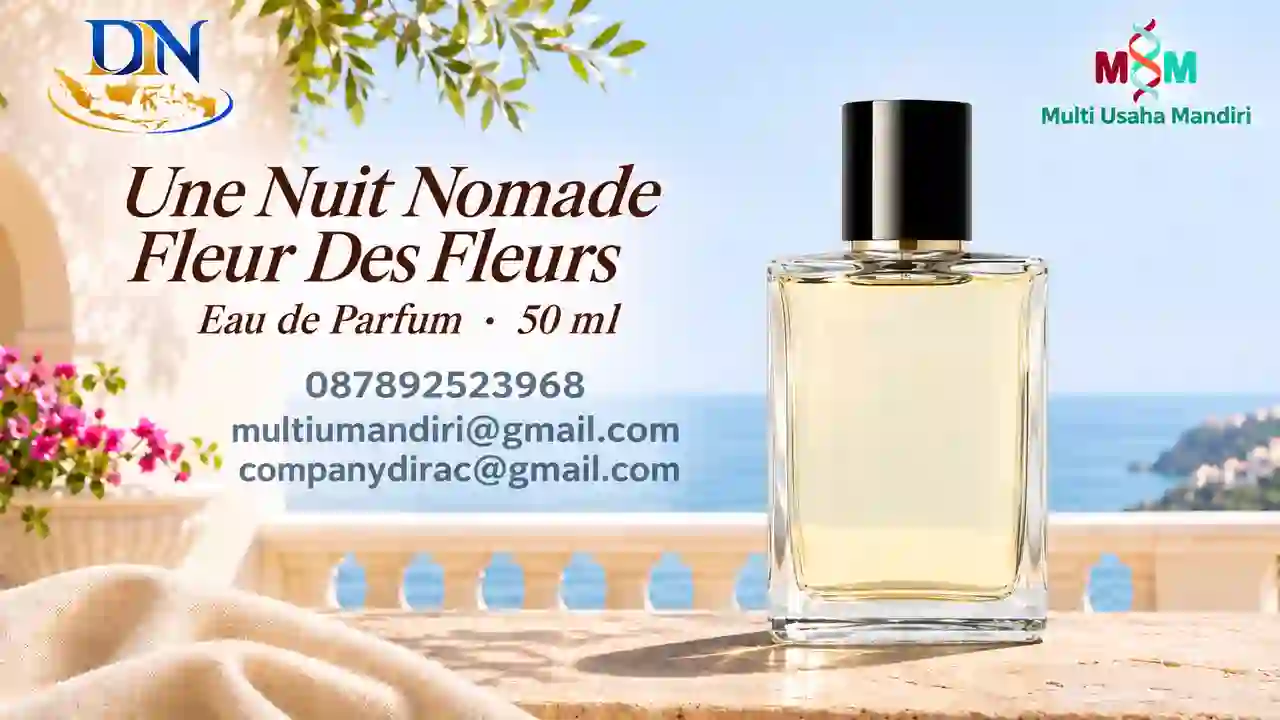 DN
MSM
Multi Usaha Mandiri
Une Nuit Nomade
Fleur Des Fleurs
Eau de Parfum · 50 ml
087892523968
multiumandiri@gmail.com
companydirac@gmail.com